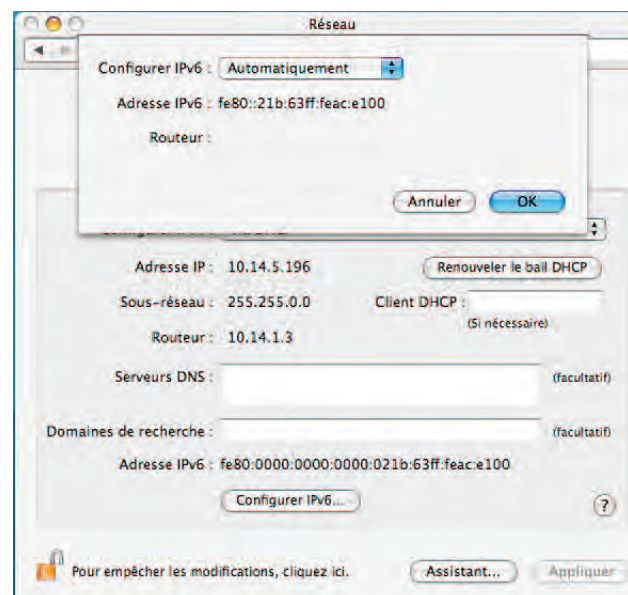 Réseau
Configurer IPv6 : Automatiquement
Adresse IPv6 : fe80::21b:63ff:feac:e100
Routeur :
Annuler OK
Adresse IP : 10.14.5.196 Renouveler le bail DHCP
Sous-réseau : 255.255.0.0 Client DHCP :
(Si nécessaire)
Routeur : 10.14.1.3
Serveurs DNS : (facultatif)
Domaines de recherche : (facultatif)
Adresse IPv6 : fe80:0000:0000:0000:021b:63ff:feac:e100
Configurer IPv6... ?
Pour empêcher les modifications, cliquez ici. Assistant... Appliquer